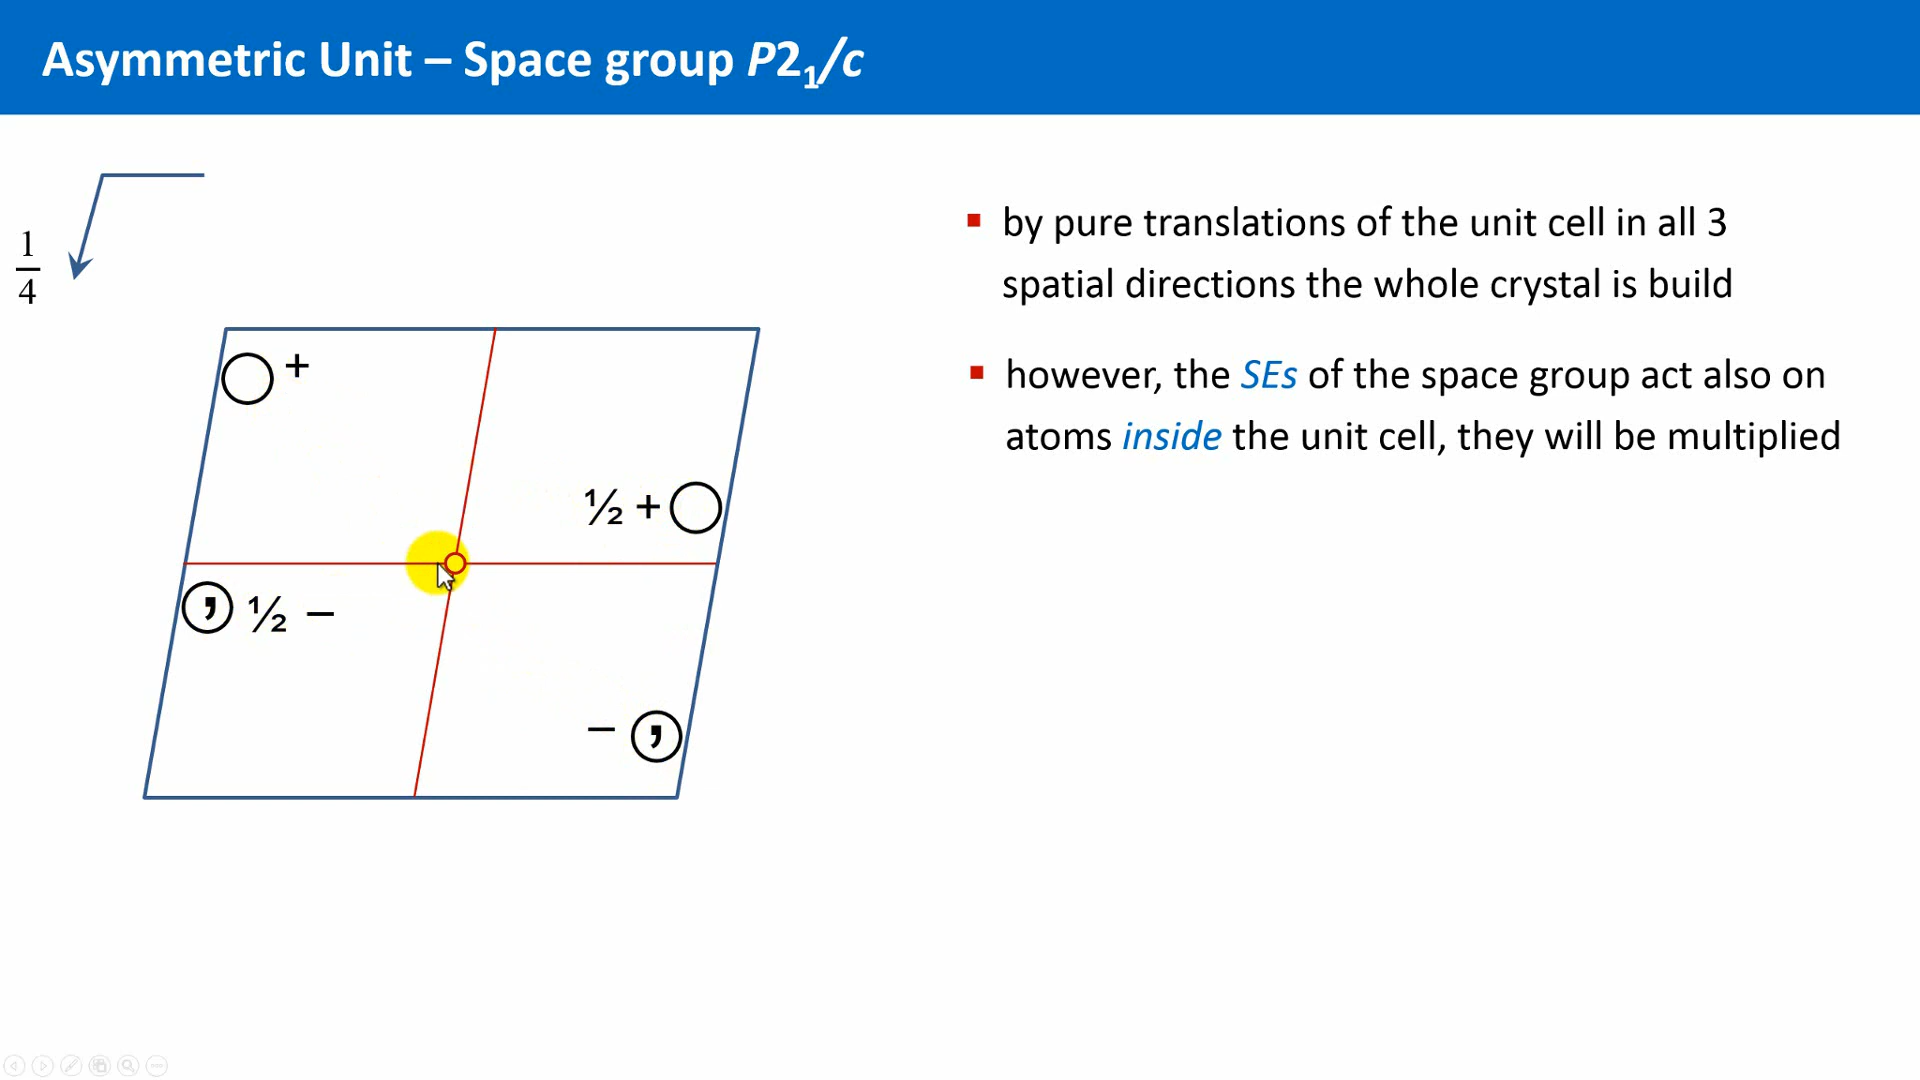 Asymmetric Unit – Space group P2₁/c
1
4
by pure translations of the unit cell in all 3
spatial directions the whole crystal is build
however, the SEs of the space group act also on
atoms inside the unit cell, they will be multiplied
+
½ +
, ½ –
– ,